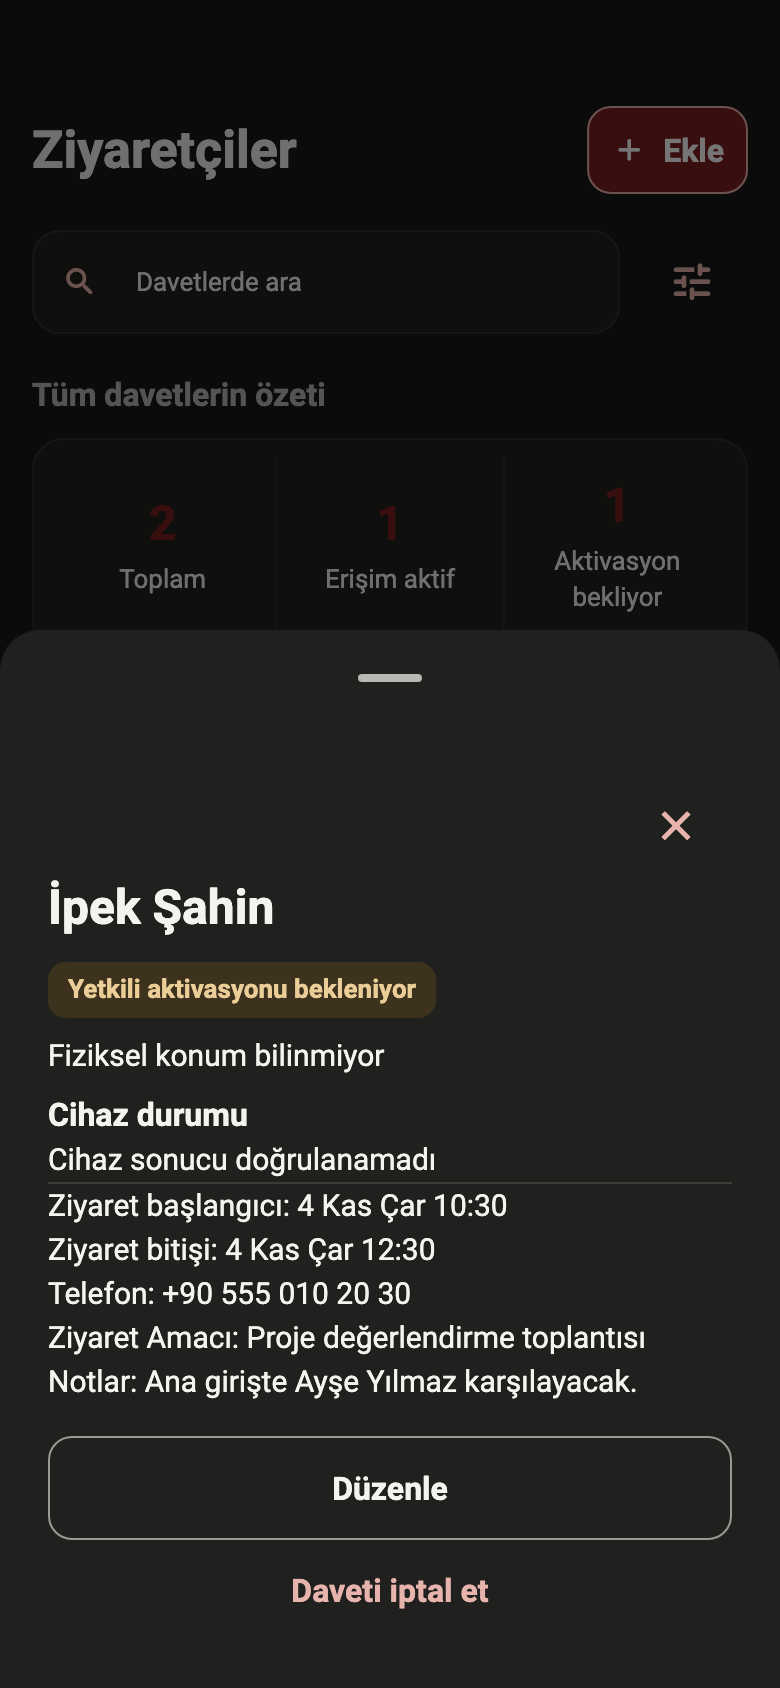 Ziyaretçiler
+ Ekle
Davetlerde ara
Tüm davetlerin özeti
2
Toplam
1
Erişim aktif
1
Aktivasyon
bekliyor
İpek Şahin
Yetkili aktivasyonu bekleniyor
Fiziksel konum bilinmiyor
Cihaz durumu
Cihaz sonucu doğrulanamadı
Ziyaret başlangıcı: 4 Kas Çar 10:30
Ziyaret bitişi: 4 Kas Çar 12:30
Telefon: +90 555 010 20 30
Ziyaret Amacı: Proje değerlendirme toplantısı
Notlar: Ana girişte Ayşe Yılmaz karşılayacak.
Düzenle
Daveti iptal et